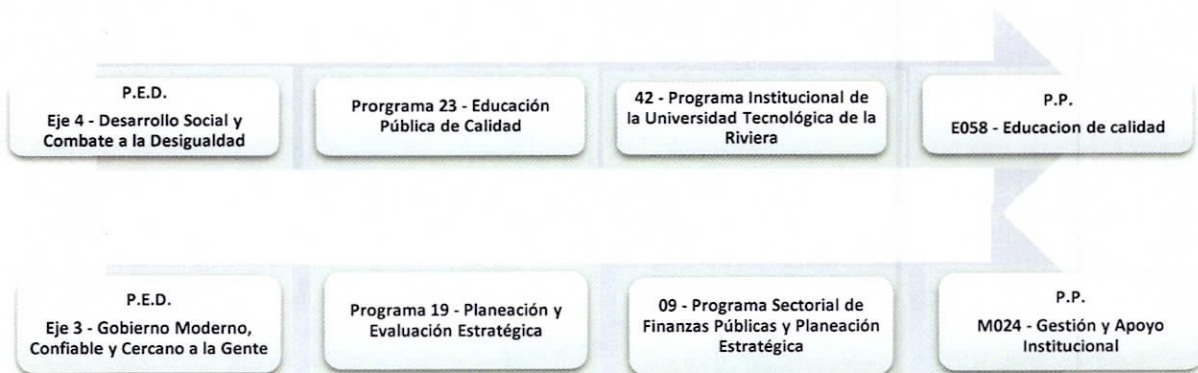 P.E.D.
Eje 4 - Desarrollo Social y
Combate a la Desigualdad
Prorgrama 23 - Educación
Pública de Calidad
42 - Programa Institucional de
la Universidad Tecnológica de la
Riviera
P.P.
E058 - Educacion de calidad
P.E.D.
Eje 3 - Gobierno Moderno,
Confiable y Cercano a la Gente
Programa 19 - Planeación y
Evaluación Estratégica
09 - Programa Sectorial de
Finanzas Públicas y Planeación
Estratégica
P.P.
M024 - Gestión y Apoyo
Institucional